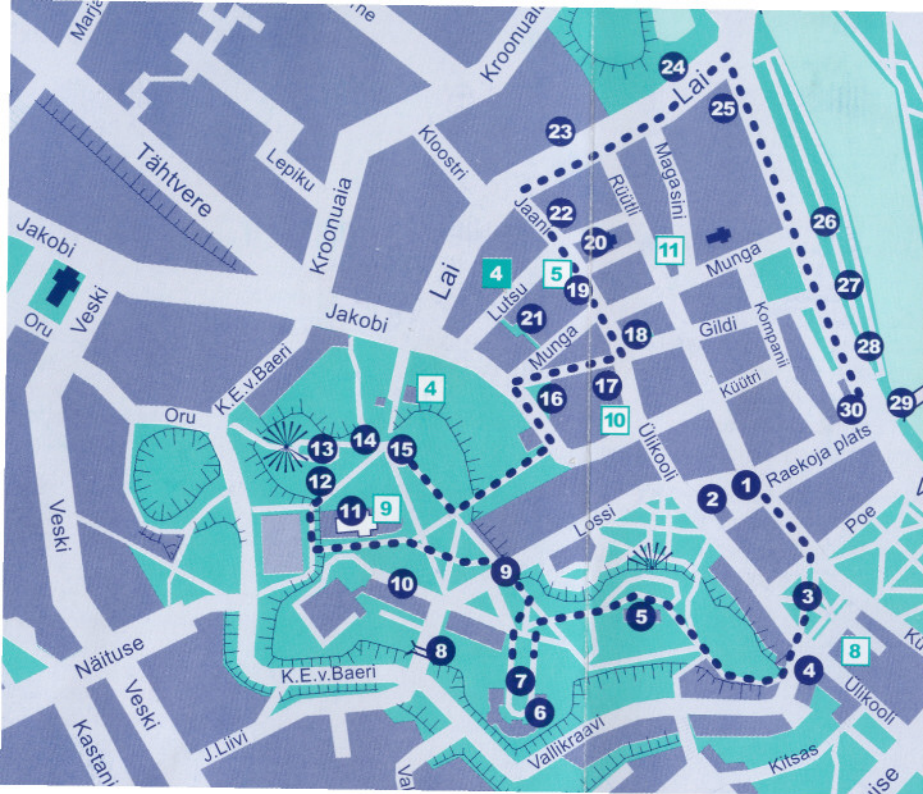 Marja
Kroonuaia
24
Lai
25
23
Kloostri
Lepiku
Tähtvere
Magasini
Rüütli
Jaani
22
20
11
26
Jakobi
Kroonuaia
Lai
4
5
19
Munga
27
Veski
Oru
Lutsu
21
Jakobi
Munga
18
Gildi
Kompanii
28
K.E.v.Baeri
4
16
17
10
Küütri
30
29
Oru
13
14
15
Ülikooli
Raekoja plats
12
2
1
11
9
Veski
Lossi
Poe
9
10
5
3
8
8
4
Näituse
K.E.v.Baeri
7
6
Ülikooli
Veski
Kastani
J.Liivi
Vallikraavi
Kitsas